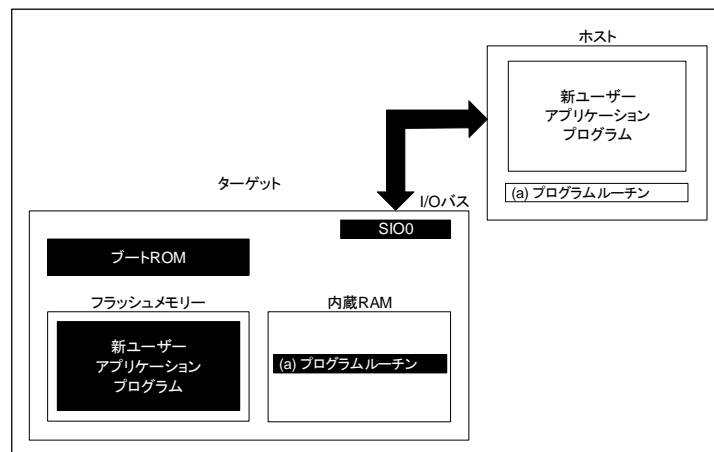 ホスト
新ユーザー
アプリケーション
プログラム
(a) プログラムルーチン
ターゲット
I/Oバス
SIO0
ブートROM
フラッシュメモリー
内蔵RAM
新ユーザー
アプリケーション
プログラム
(a) プログラムルーチン